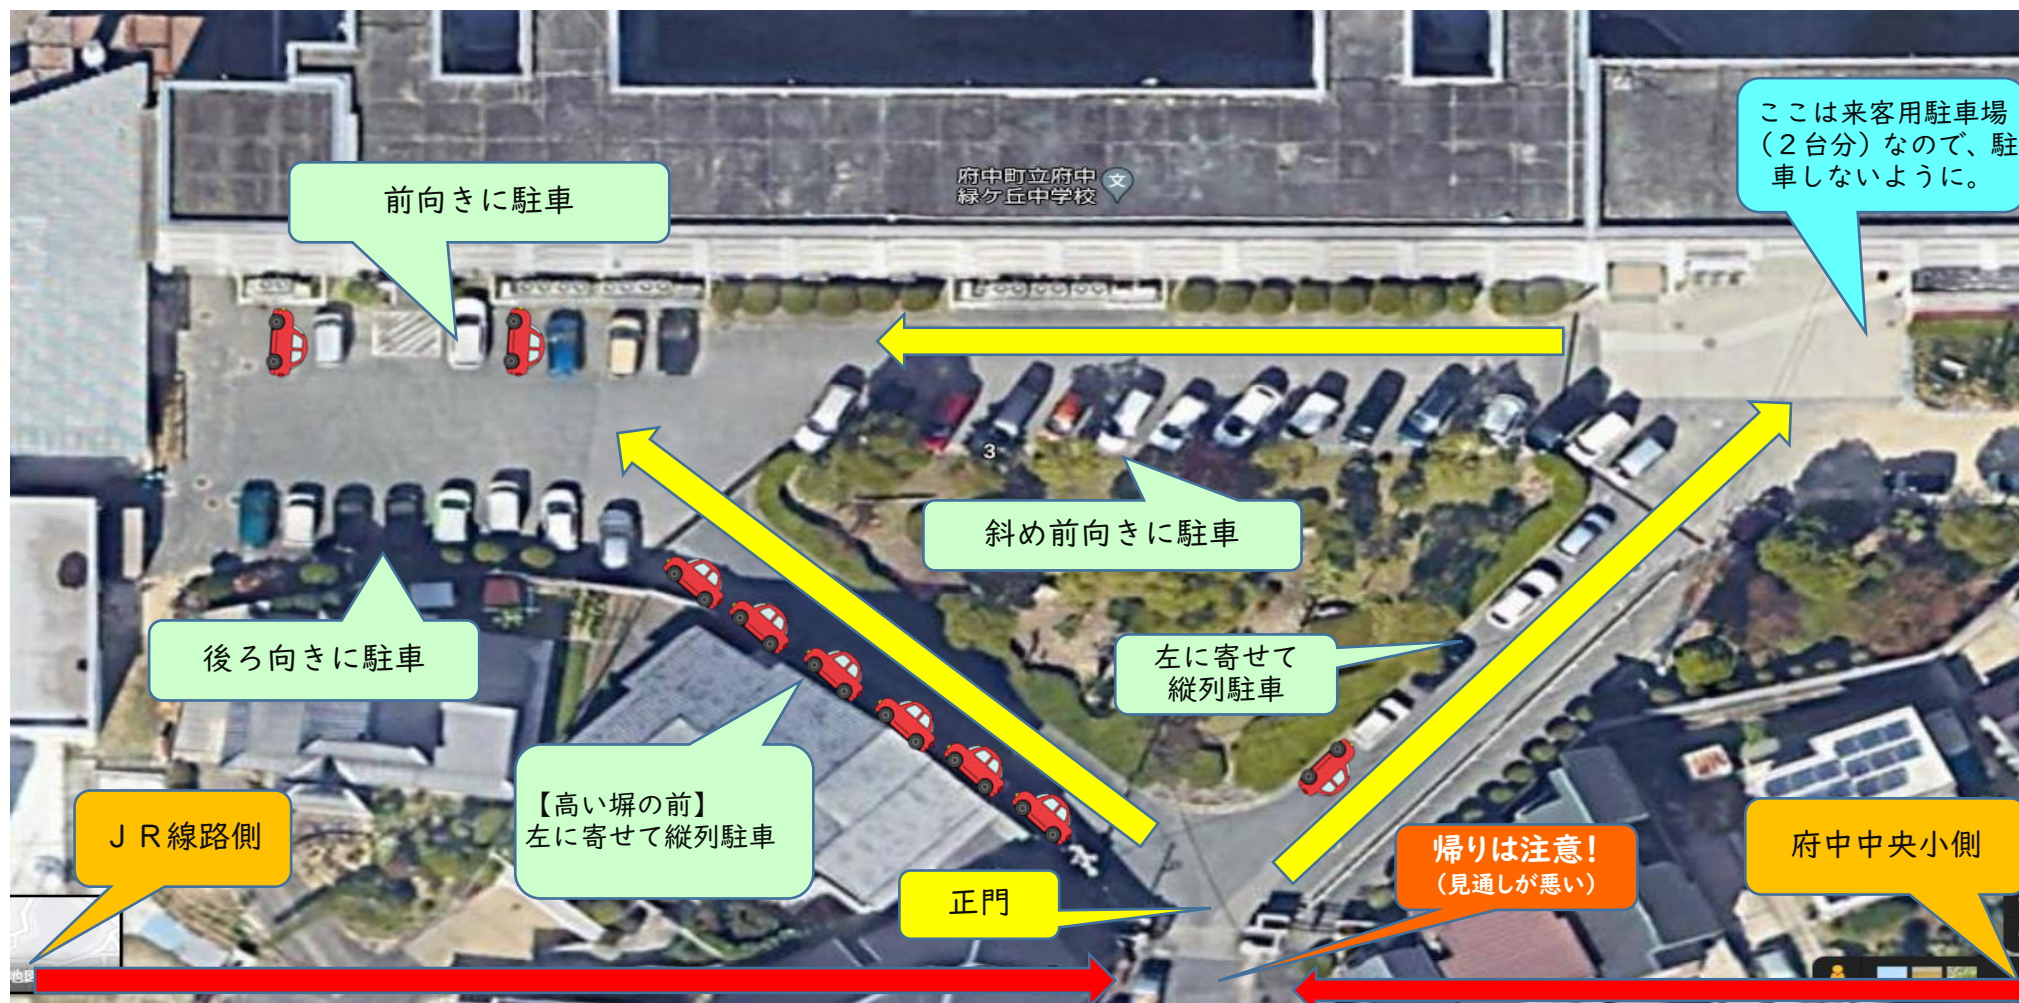 ここは来客用駐車場
（２台分）なので、駐
車しないように。
府中町立府中
緑ケ丘中学校
文
前向きに駐車
3
斜め前向きに駐車
後ろ向きに駐車
左に寄せて
縦列駐車
【高い塀の前】
左に寄せて縦列駐車
ＪＲ線路側
帰りは注意！
（見通しが悪い）
府中中央小側
正門